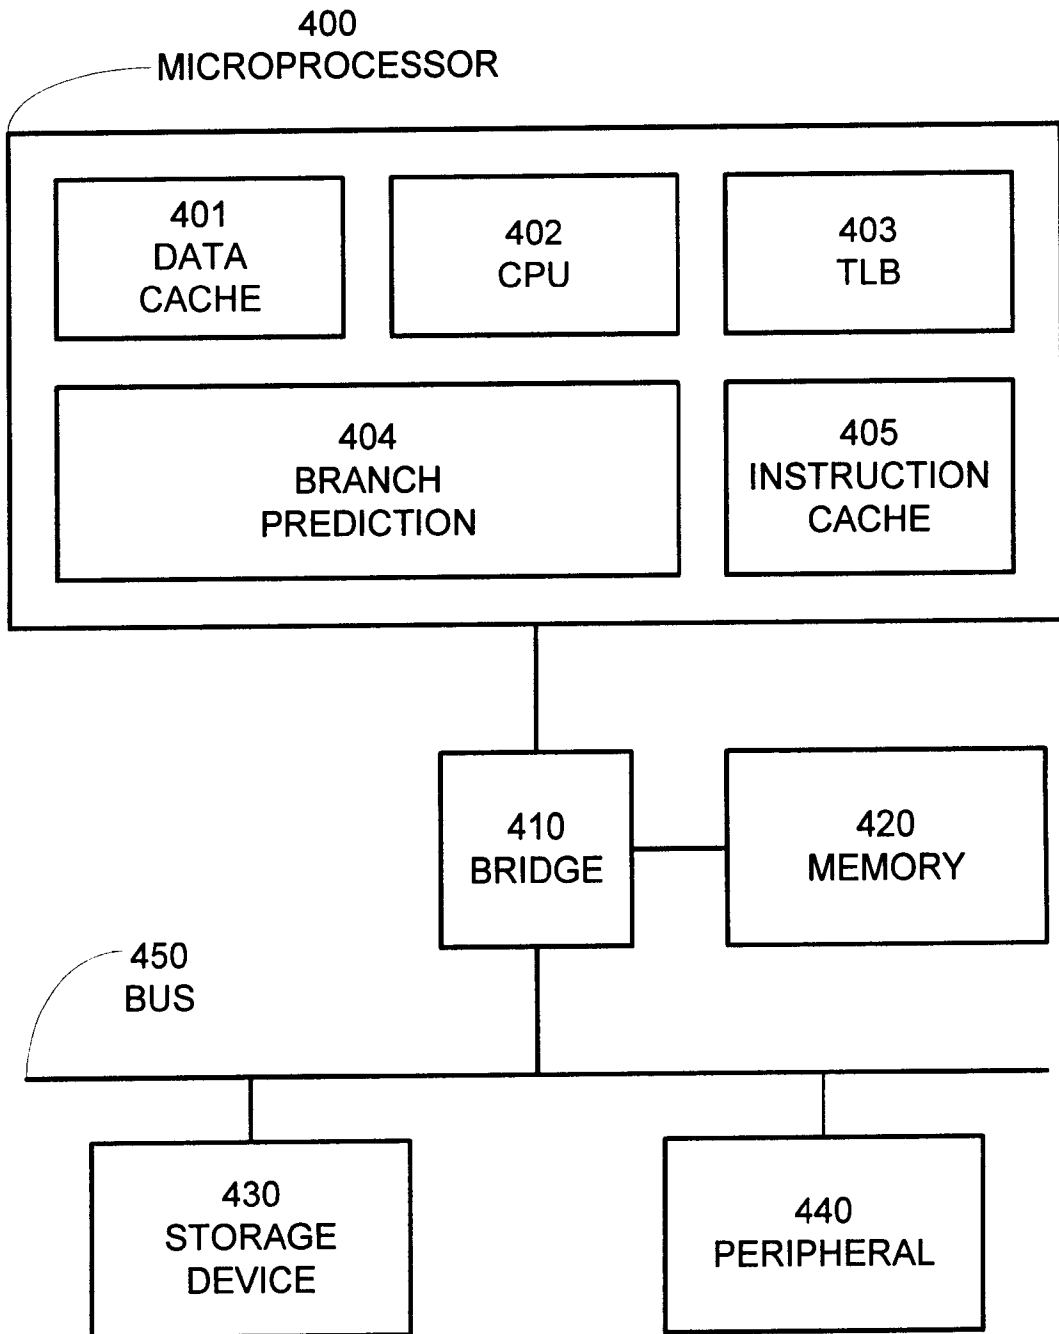 400
MICROPROCESSOR
401
DATA
CACHE
402
CPU
403
TLB
404
BRANCH
PREDICTION
405
INSTRUCTION
CACHE
410
BRIDGE
420
MEMORY
450
BUS
430
STORAGE
DEVICE
440
PERIPHERAL